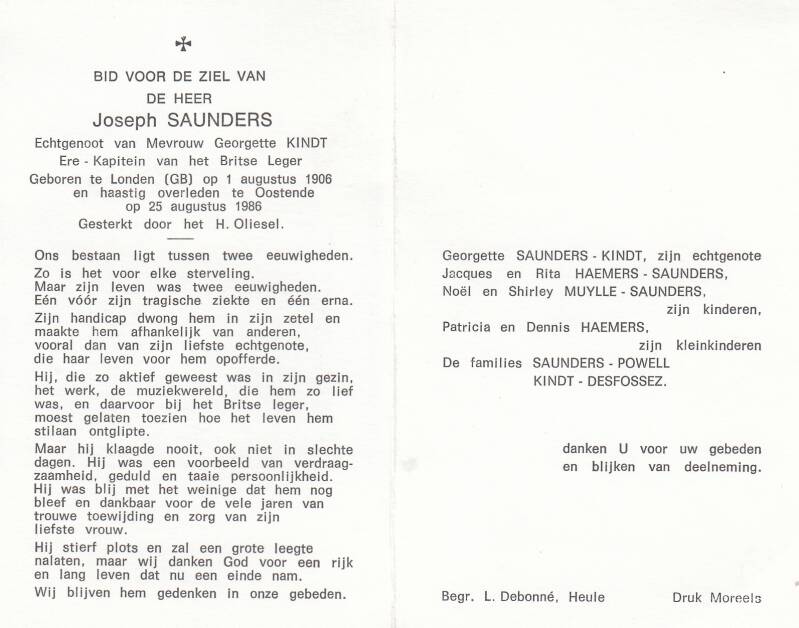 BID VOOR DE ZIEL VAN
DE HEER
Joseph SAUNDERS
Echtgenoot van Mevrouw Georgette KINDT
Ere - Kapitein van het Britse Leger
Geboren te Londen (GB) op 1 augustus 1906
en haastig overleden te Oostende
op 25 augustus 1986
Gesterkt door het H. Oliesel.
Ons bestaan ligt tussen twee eeuwigheden.
Zo is het voor elke sterveling.
Maar zijn leven was twee eeuwigheden.
Eén vóór zijn tragische ziekte en één erna.
Zijn handicap dwong hem in zijn zetel en
maakte hem afhankelijk van anderen,
vooral dan van zijn liefste echtgenote,
die haar leven voor hem opofferde.
Hij, die zo aktief geweest was in zijn gezin,
het werk, de muziekwereld, die hem zo lief
was, en daarvoor bij het Britse leger,
moest gelaten toezien hoe het leven hem
stilaan ontglipte.
Maar hij klaagde nooit, ook niet in slechte
dagen. Hij was een voorbeeld van verdraag-
zaamheid, geduld en taaie persoonlijkheid.
Hij was blij met het weinige dat hem nog
bleef en dankbaar voor de vele jaren van
trouwe toewijding en zorg van zijn
liefste vrouw.
Hij stierf plots en zal een grote leegte
nalaten, maar wij danken God voor een rijk
en lang leven dat nu een einde nam.
Wij blijven hem gedenken in onze gebeden.
Georgette SAUNDERS - KINDT, zijn echtgenote
Jacques en Rita HAEMERS - SAUNDERS,
Noël en Shirley MUYLLE - SAUNDERS,
zijn kinderen,
Patricia en Dennis HAEMERS,
zijn kleinkinderen
De families SAUNDERS - POWELL
KINDT - DESFOSSEZ.
danken U voor uw gebeden
en blijken van deelneming.
Begr. L. Debonné, Heule Druk Moreels